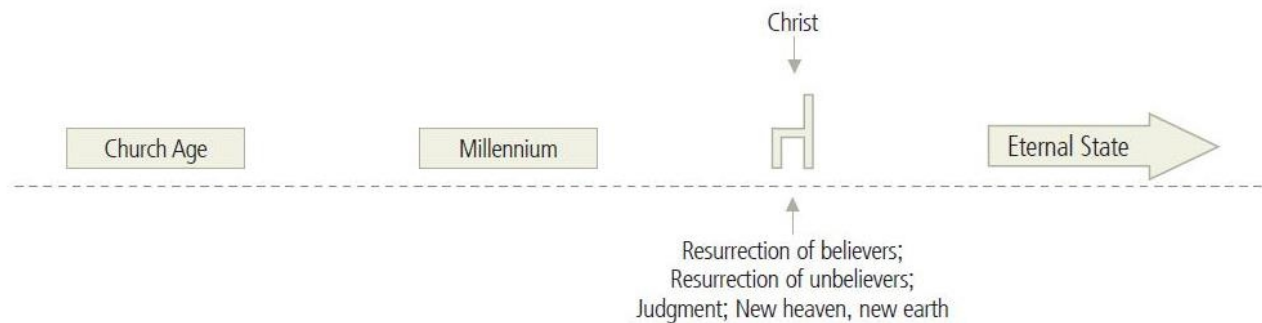 Christ
Church Age
Millennium
Eternal State
Resurrection of believers;
Resurrection of unbelievers;
Judgment; New heaven, new earth